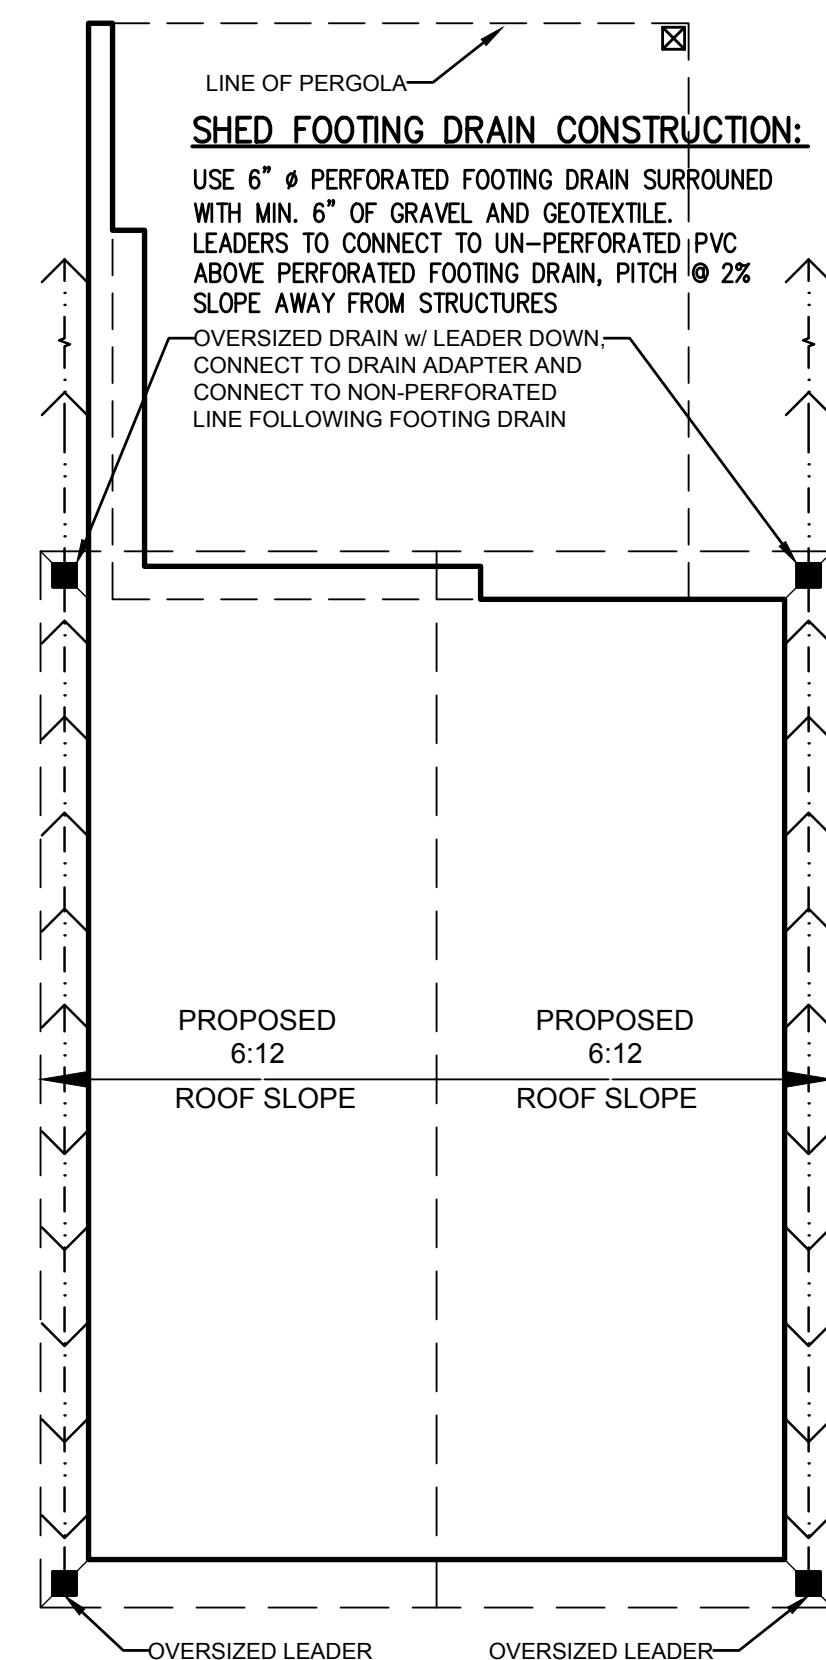 LINE OF PERGOLA
SHED FOOTING DRAIN CONSTRUCTION:
USE 6" Ø PERFORATED FOOTING DRAIN SURROUNED
WITH MIN. 6" OF GRAVEL AND GEOTEXTILE.
LEADERS TO CONNECT TO UN-PERFORATED PVC
ABOVE PERFORATED FOOTING DRAIN, PITCH @ 2%
SLOPE AWAY FROM STRUCTURES
OVERSIZED DRAIN w/ LEADER DOWN,
CONNECT TO DRAIN ADAPTER AND
CONNECT TO NON-PERFORATED
LINE FOLLOWING FOOTING DRAIN
PROPOSED
6:12
ROOF SLOPE
PROPOSED
6:12
ROOF SLOPE
OVERSIZED LEADER
OVERSIZED LEADER